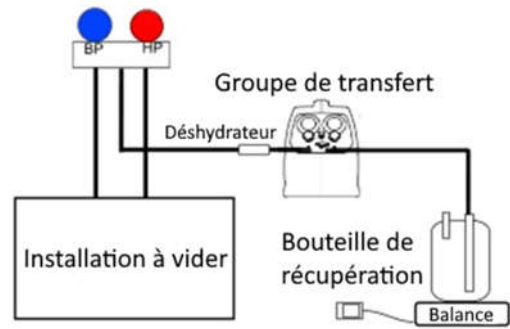 BP HP
Groupe de transfert
Déshydrateur
Installation à vider
Bouteille de
récupération
Balance